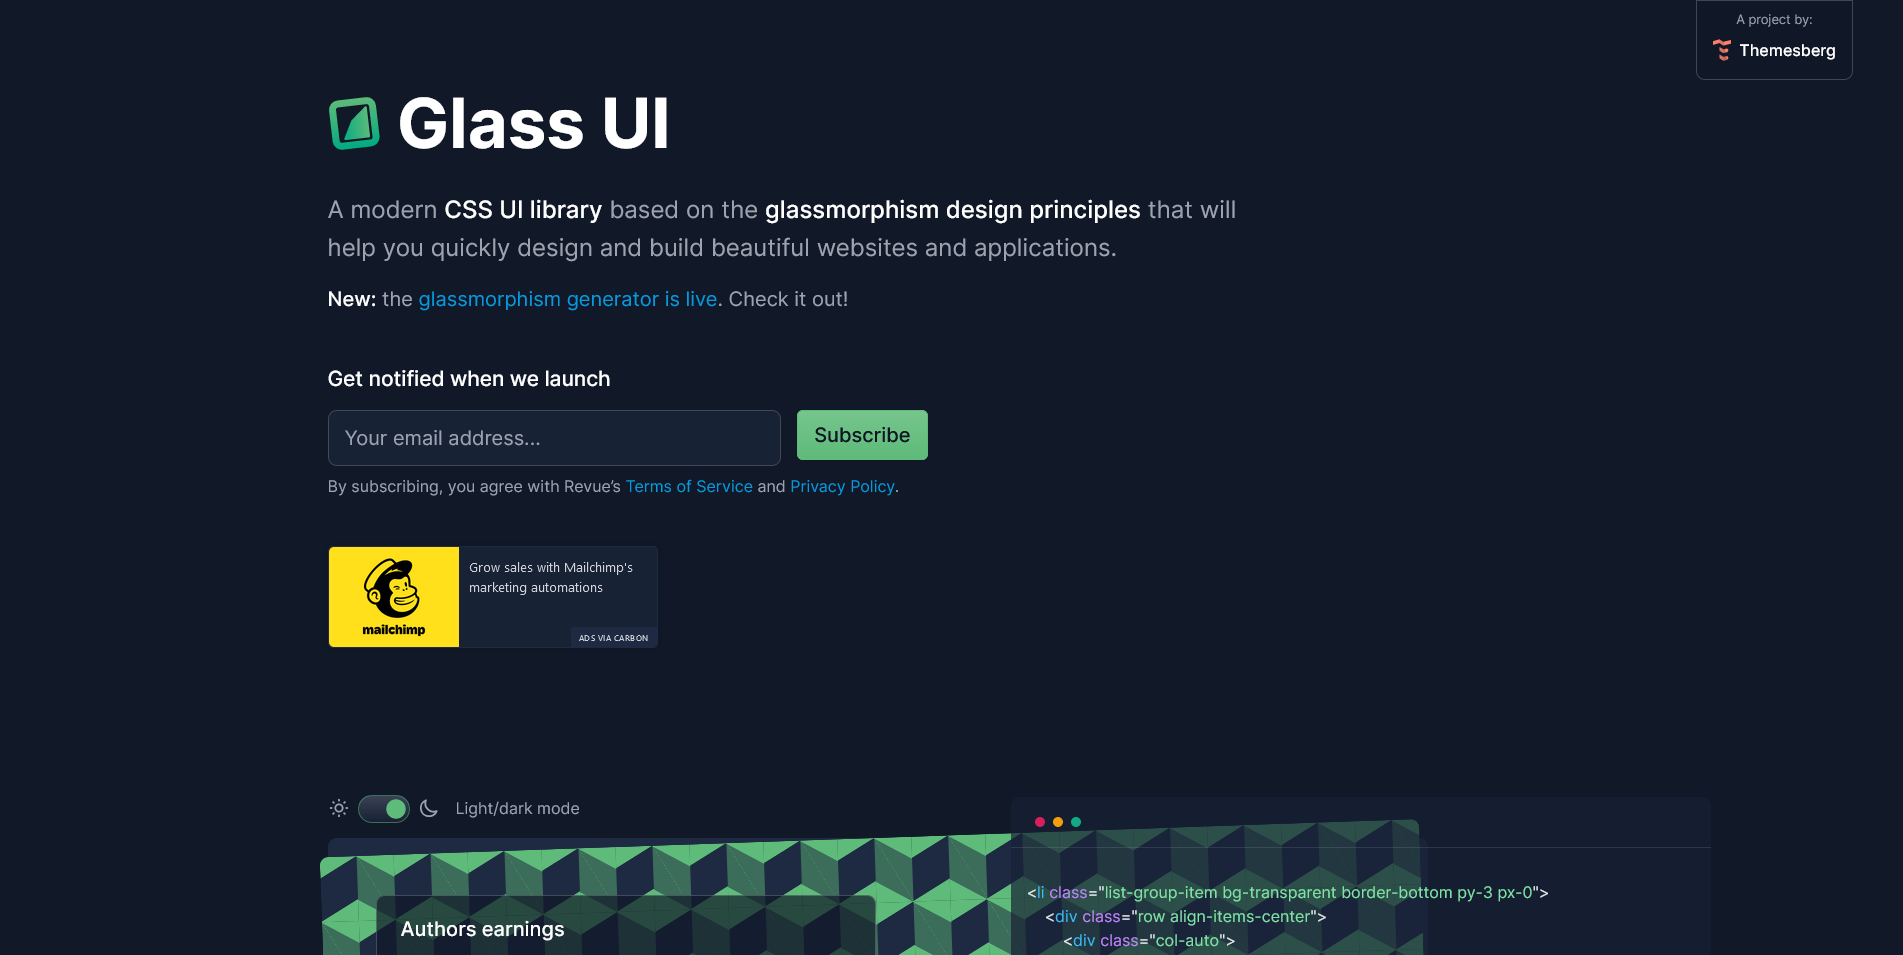 A project by:
Themesberg
Glass UI
A modern CSS UI library based on the glassmorphism design principles that will
help you quickly design and build beautiful websites and applications.
New: the glassmorphism generator is live. Check it out!
Get notified when we launch
Your email address...
Subscribe
By subscribing, you agree with Revue’s Terms of Service and Privacy Policy.
mailchimp
Grow sales with Mailchimp's
marketing automations
ADS VIA CARBON
Light/dark mode
Authors earnings
<li class="list-group-item bg-transparent border-bottom py-3 px-0">
<div class="row align-items-center">
<div class="col-auto">